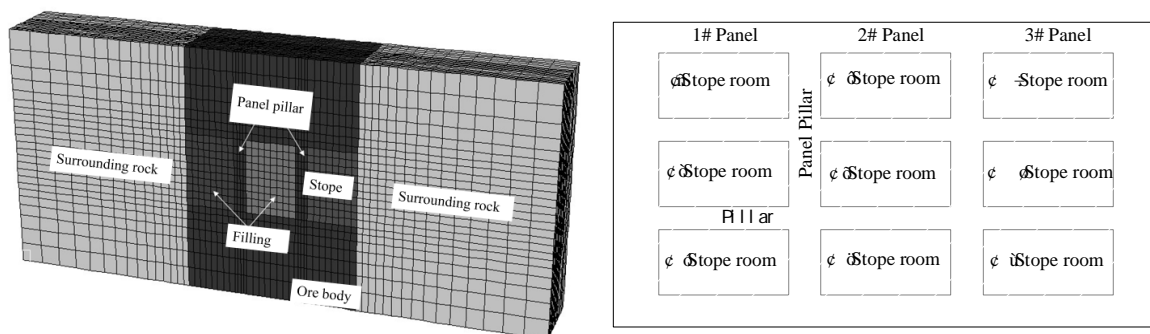 Panel pillar
Surrounding rock
Stope
Surrounding rock
Filling
Ore body
1# Panel 2# Panel 3# Panel
Stope room Stope room Stope room
Panel Pillar
Stope room Stope room Stope room
Pillar
Stope room Stope room Stope room